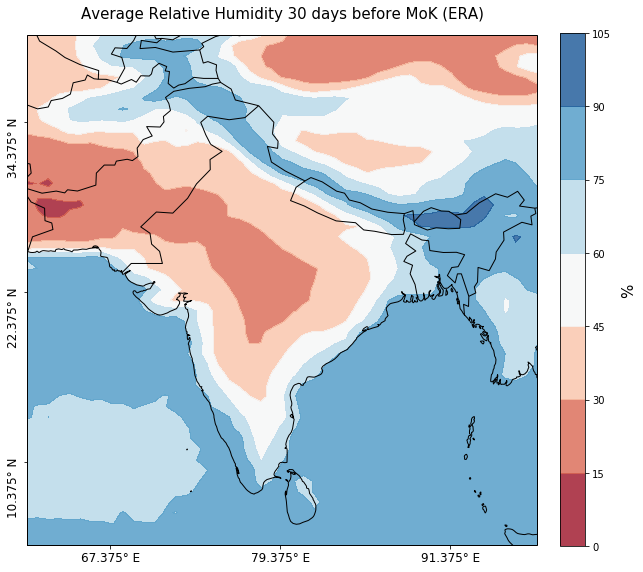 Average Relative Humidity 30 days before MoK (ERA)
105
90
75
60
45
30
15
0
%
34.375° N
22.375° N
10.375° N
67.375° E
79.375° E
91.375° E